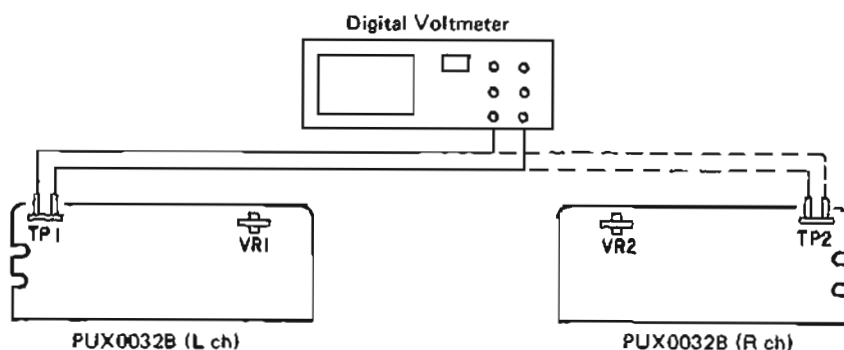 Digital Voltmeter
TP1
VR1
VR2
TP2
PUX0032B (L ch)
PUX0032B (R ch)